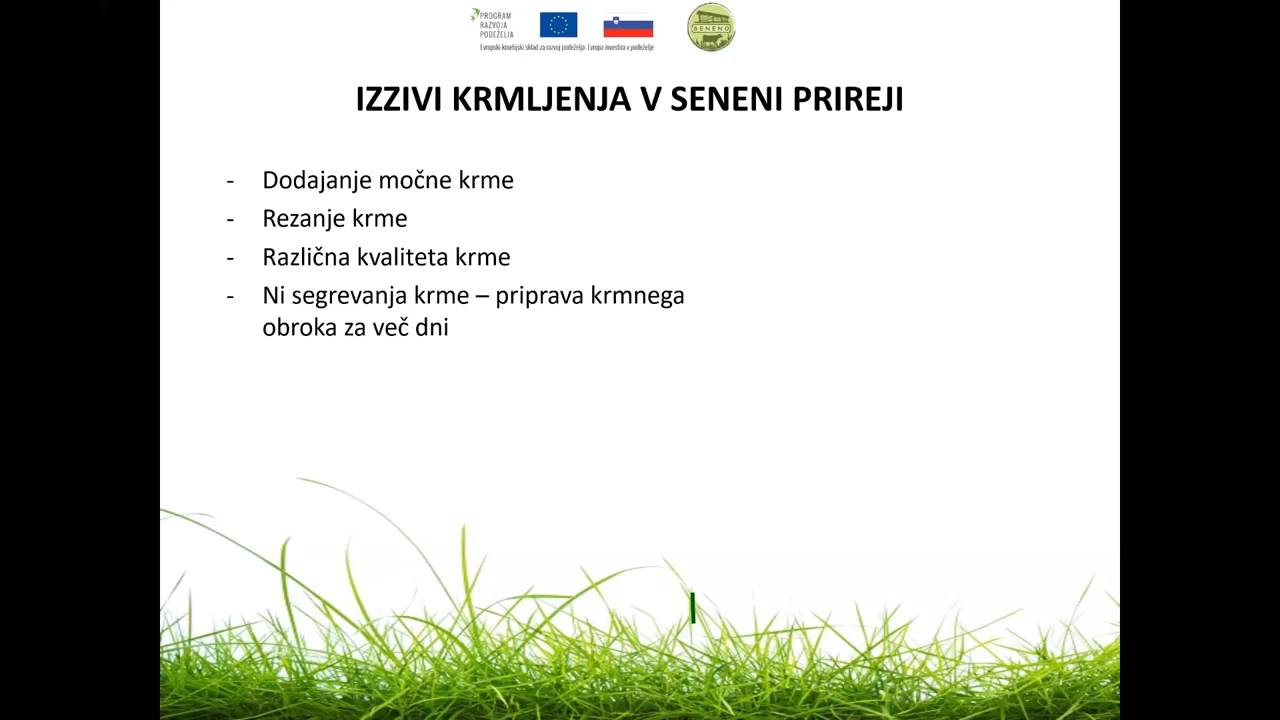 PROGRAM
RAZVOJA
PODEŽELJA
Evropski kmetijski sklad za razvoj podeželja: Evropa investira v podeželje
SENENO
IZZIVI KRMLJENJA V SENENI PRIREJI
- Dodajanje močne krme
- Rezanje krme
- Različna kvaliteta krme
- Ni segrevanja krme – priprava krmnega
obroka za več dni